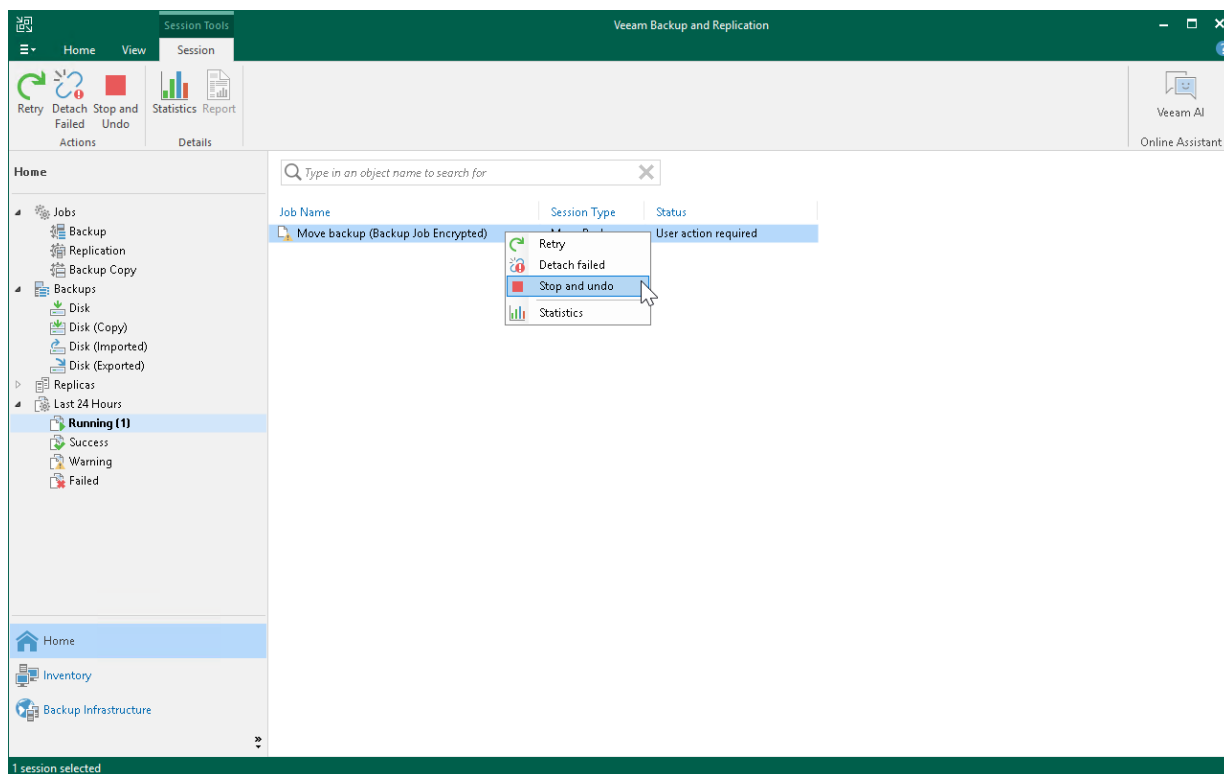 Session Tools
Veeam Backup and Replication
Home View Session
Retry
Detach Failed
Stop and Undo
Statistics
Report
Veeam AI
Actions
Details
Online Assistant
Home
Type in an object name to search for
Job Name Session Type Status
Move backup (Backup Job Encrypted) User action required
Retry
Detach failed
Stop and undo
Statistics
Jobs
Backup
Replication
Backup Copy
Backups
Disk
Disk (Copy)
Disk (Imported)
Disk (Exported)
Replicas
Last 24 Hours
Running (1)
Success
Warning
Failed
Home
Inventory
Backup Infrastructure
1 session selected